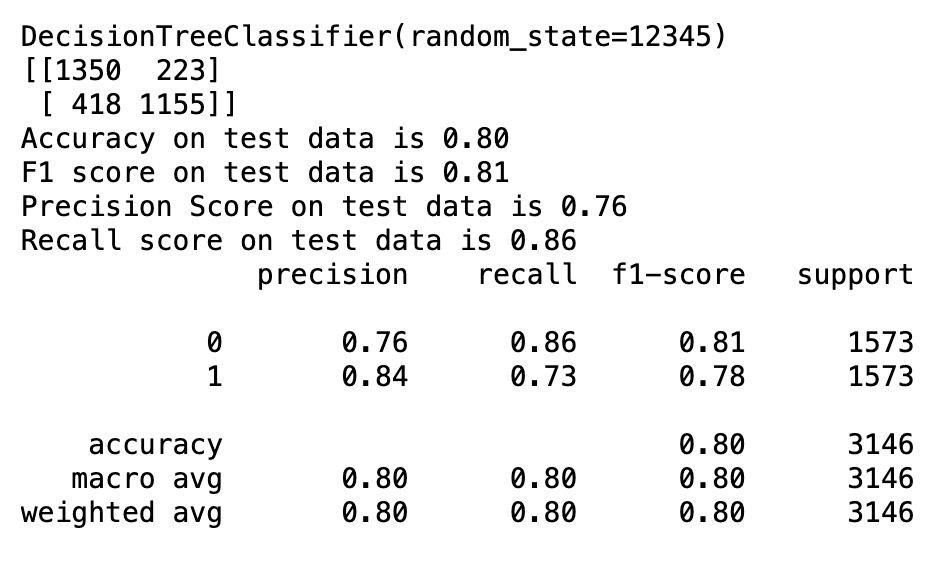 DecisionTreeClassifier(random_state=12345)
[[1350  223]
 [ 418 1155]]
Accuracy on test data is 0.80
F1 score on test data is 0.81
Precision Score on test data is 0.76
Recall score on test data is 0.86
              precision    recall  f1-score   support

           0       0.76      0.86      0.81      1573
           1       0.84      0.73      0.78      1573

    accuracy                           0.80      3146
   macro avg       0.80      0.80      0.80      3146
weighted avg       0.80      0.80      0.80      3146